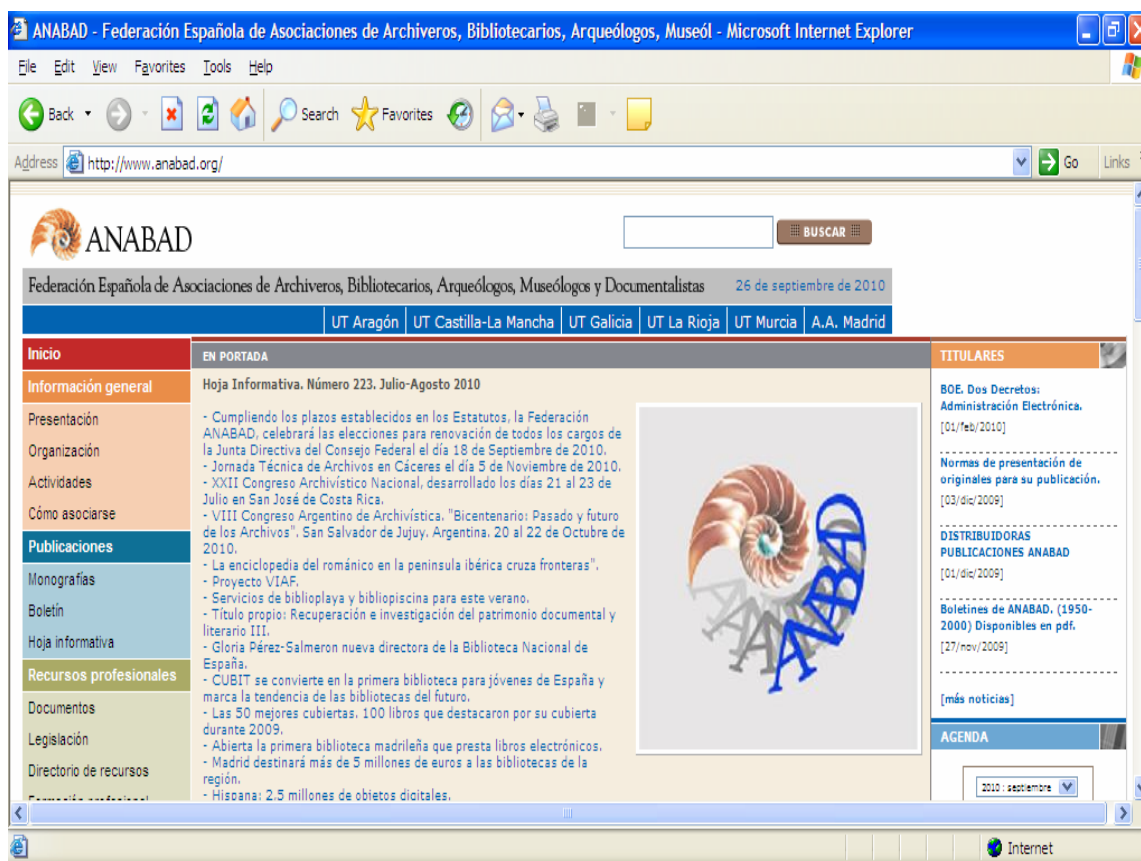 ANABAD - Federación Española de Asociaciones de Archiveros, Bibliotecarios, Arqueólogos, Museól - Microsoft Internet Explorer
File Edit View Favorites Tools Help
Back Search Favorites
Address http://www.anabad.org/ Go Links
ANABAD
BUSCAR
Federación Española de Asociaciones de Archiveros, Bibliotecarios, Arqueólogos, Museólogos y Documentalistas 26 de septiembre de 2010
UT Aragón UT Castilla-La Mancha UT Galicia UT La Rioja UT Murcia A.A. Madrid
Inicio
Información general
Presentación
Organización
Actividades
Cómo asociarse
Publicaciones
Monografías
Boletín
Hoja informativa
Recursos profesionales
Documentos
Legislación
Directorio de recursos
Formación profesional
EN PORTADA
Hoja Informativa. Número 223. Julio-Agosto 2010
- Cumpliendo los plazos establecidos en los Estatutos, la Federación
ANABAD, celebrará las elecciones para renovación de todos los cargos de
la Junta Directiva del Consejo Federal el día 18 de Septiembre de 2010.
- Jornada Técnica de Archivos en Cáceres el día 5 de Noviembre de 2010.
- XXII Congreso Archivístico Nacional, desarrollado los días 21 al 23 de
Julio en San José de Costa Rica.
- VIII Congreso Argentino de Archivística. "Bicentenario: Pasado y futuro
de los Archivos". San Salvador de Jujuy. Argentina. 20 al 22 de Octubre de
2010.
- La enciclopedia del románico en la peninsula ibérica cruza fronteras".
- Proyecto VIAF.
- Servicios de biblioplaya y bibliopiscina para este verano.
- Título propio: Recuperación e investigación del patrimonio documental y
literario III.
- Gloria Pérez-Salmeron nueva directora de la Biblioteca Nacional de
España.
- CUBIT se convierte en la primera biblioteca para jóvenes de España y
marca la tendencia de las bibliotecas del futuro.
- Las 50 mejores cubiertas. 100 libros que destacaron por su cubierta
durante 2009.
- Abierta la primera biblioteca madrileña que presta libros electrónicos.
- Madrid destinará más de 5 millones de euros a las bibliotecas de la
región.
- Hispana: 2,5 millones de objetos digitales.
ANABAD
TITULARES
BOE. Dos Decretos:
Administración Electrónica.
[01/feb/2010]
Normas de presentación de
originales para su publicación.
[03/dic/2009]
DISTRIBUIDORAS
PUBLICACIONES ANABAD
[01/dic/2009]
Boletines de ANABAD. (1950-
2000) Disponibles en pdf.
[27/nov/2009]
[más noticias]
AGENDA
2010 : septiembre
Internet